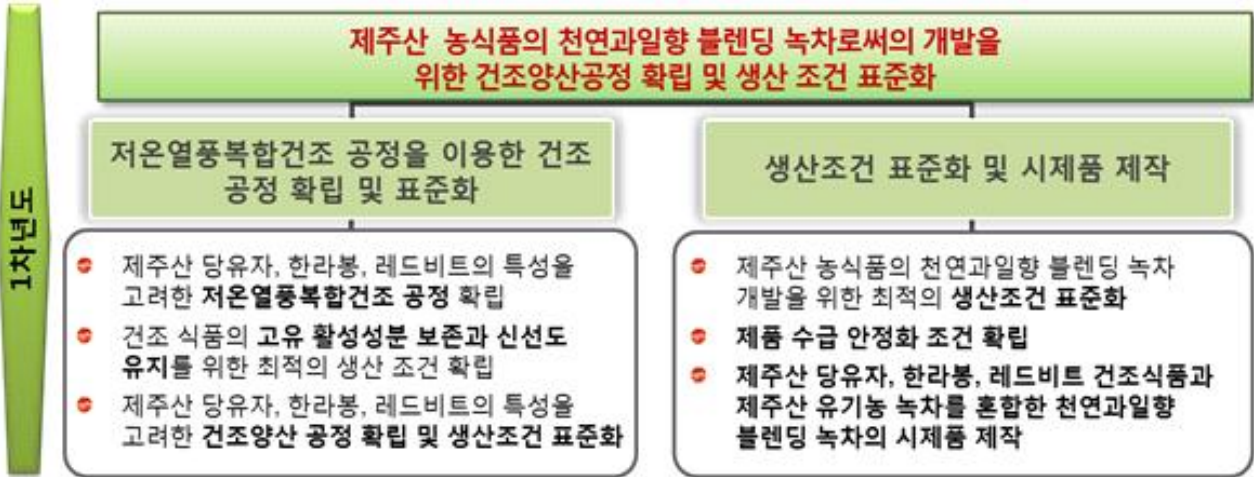 제주산 농식품의 천연과일향 블렌딩 녹차로써의 개발을
위한 건조양산공정 확립 및 생산 조건 표준화
1차년도
저온열풍복합건조 공정을 이용한 건조
공정 확립 및 표준화
제주산 당유자, 한라봉, 레드비트의 특성을
고려한 저온열풍복합건조 공정 확립
건조 식품의 고유 활성성분 보존과 신선도
유지를 위한 최적의 생산 조건 확립
제주산 당유자, 한라봉, 레드비트의 특성을
고려한 건조양산 공정 확립 및 생산조건 표준화
생산조건 표준화 및 시제품 제작
제주산 농식품의 천연과일향 블렌딩 녹차
개발을 위한 최적의 생산조건 표준화
제품 수급 안정화 조건 확립
제주산 당유자, 한라봉, 레드비트 건조식품과
제주산 유기농 녹차를 혼합한 천연과일향
블렌딩 녹차의 시제품 제작